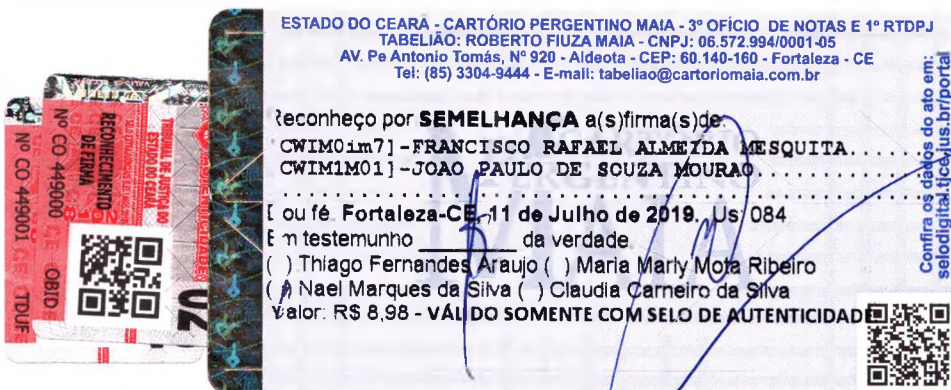 ESTADO DO CEARÁ - CARTÓRIO PERGENTINO MAIA - 3º OFÍCIO DE NOTAS E 1º RTDPJ
TABELIÃO: ROBERTO FIUZA MAIA - CNPJ: 06.572.994/0001-05
AV. Pe Antonio Tomás, Nº 920 - Aldeota - CEP: 60.140-160 - Fortaleza - CE
Tel: (85) 3304-9444 - E-mail: tabeliao@cartoriomaia.com.br
Reconheço por SEMELHANÇA a(s)firma(s)de:
CWIM0im7]-FRANCISCO RAFAEL ALMEIDA MESQUITA
CWIM1M01]-JOAO PAULO DE SOUZA MOURAO
ou fé. Fortaleza-CE, 11 de Julho de 2019. Us: 084
Em testemunho ________ da verdade.
( ) Thiago Fernandes Araujo ( ) Maria Marly Mota Ribeiro
( ) Nael Marques da Silva ( ) Claudia Carneiro da Silva
Valor: R$ 8,98 - VÁLIDO SOMENTE COM SELO DE AUTENTICIDADE
Confira os dados do ato em:
selodigital.tjce.jus.br/portal
CARTÓRIO
PERGENTINO
MAIA
TRIBUNAL DE JUSTIÇA DO
ESTADO DO CEARÁ
RECONHECIMENTO
DE FIRMA
Nº CO 449000
Nº CO 449001